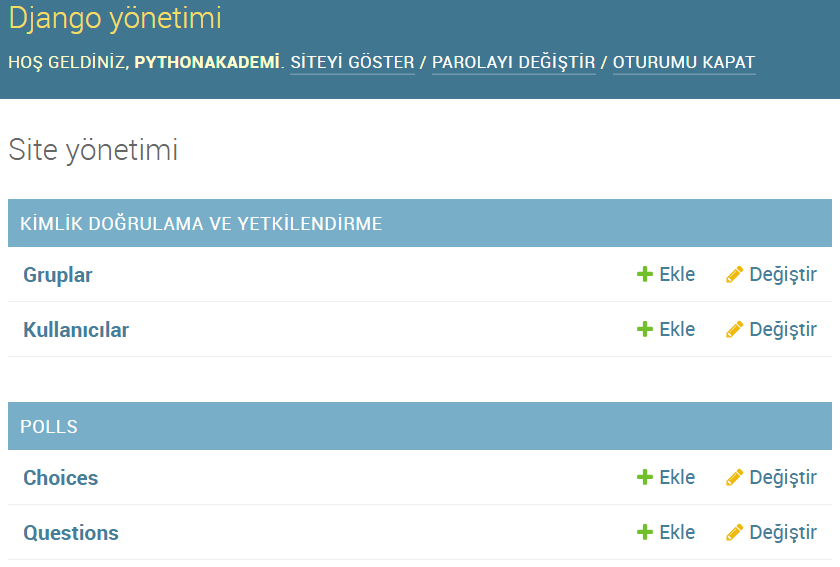 Django yönetimi
HOŞ GELDİNİZ, PYTHONAKADEMİ. SİTEYİ GÖSTER / PAROLAYI DEĞİŞTİR / OTURUMU KAPAT
Site yönetimi
KİMLİK DOĞRULAMA VE YETKİLENDİRME
Gruplar Ekle Değiştir
Kullanıcılar Ekle Değiştir
POLLS
Choices Ekle Değiştir
Questions Ekle Değiştir